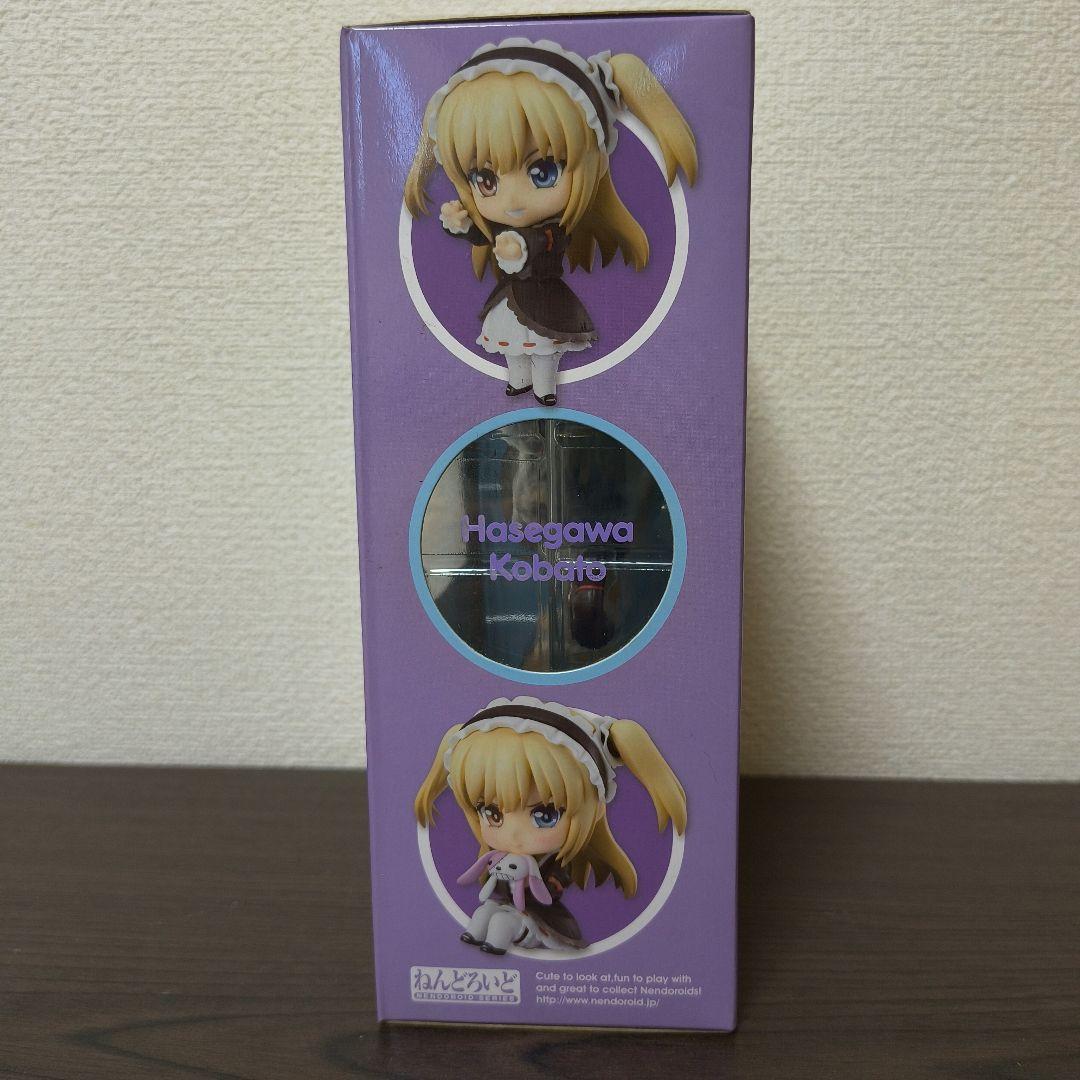 Hasegawa
Kobato
ねんどろいど
NENDOROID SERIES
Cute to look at,fun to play with
and great to collect Nendoroids!
http://www.nendoroid.jp/